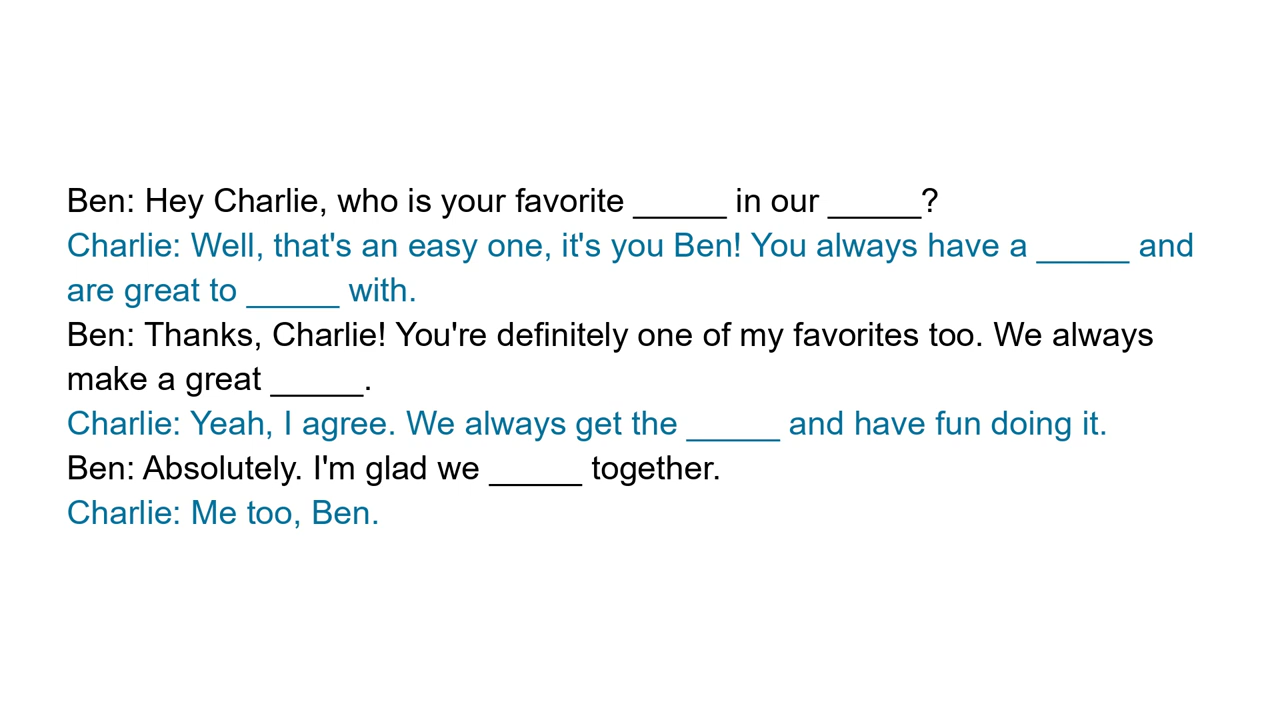 Ben: Hey Charlie, who is your favorite _____ in our _____?
Charlie: Well, that's an easy one, it's you Ben! You always have a _____ and
are great to _____ with.
Ben: Thanks, Charlie! You're definitely one of my favorites too. We always
make a great _____.
Charlie: Yeah, I agree. We always get the _____ and have fun doing it.
Ben: Absolutely. I'm glad we _____ together.
Charlie: Me too, Ben.